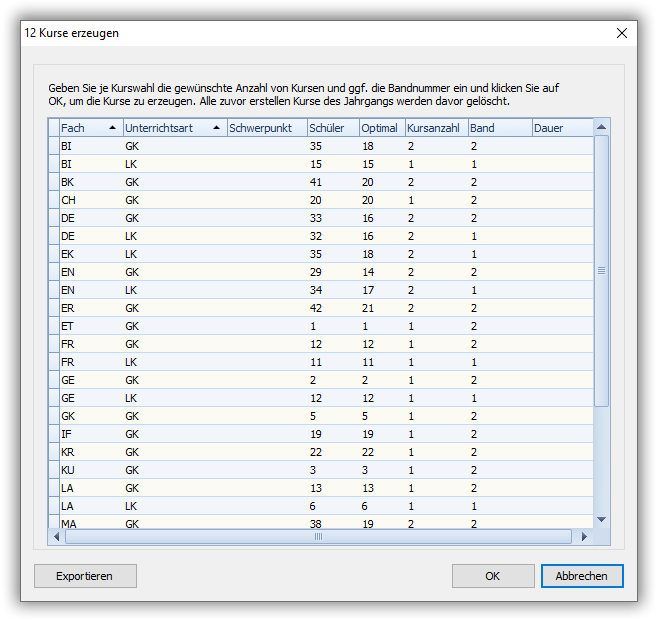 12 Kurse erzeugen
Geben Sie je Kurswahl die gewünschte Anzahl von Kursen und ggf. die Bandnummer ein und klicken Sie auf
OK, um die Kurse zu erzeugen. Alle zuvor erstellen Kurse des Jahrgangs werden davor gelöscht.
Fach Unterrichtsart Schwerpunkt Schüler Optimal Kursanzahl Band Dauer
BI GK 35 18 2 2
BI LK 15 15 1 1
BK GK 41 20 2 2
CH GK 20 20 1 2
DE GK 33 16 2 2
DE LK 32 16 2 1
EK LK 35 18 2 1
EN GK 29 14 2 2
EN LK 34 17 2 1
ER GK 42 21 2 2
ET GK 1 1 1 2
FR GK 12 12 1 2
FR LK 11 11 1 1
GE GK 2 2 1 2
GE LK 12 12 1 1
GK GK 5 5 1 2
IF GK 19 19 1 2
KR GK 22 22 1 2
KU GK 3 3 1 2
LA GK 13 13 1 2
LA LK 6 6 1 1
MA GK 38 19 2 2
Exportieren OK Abbrechen